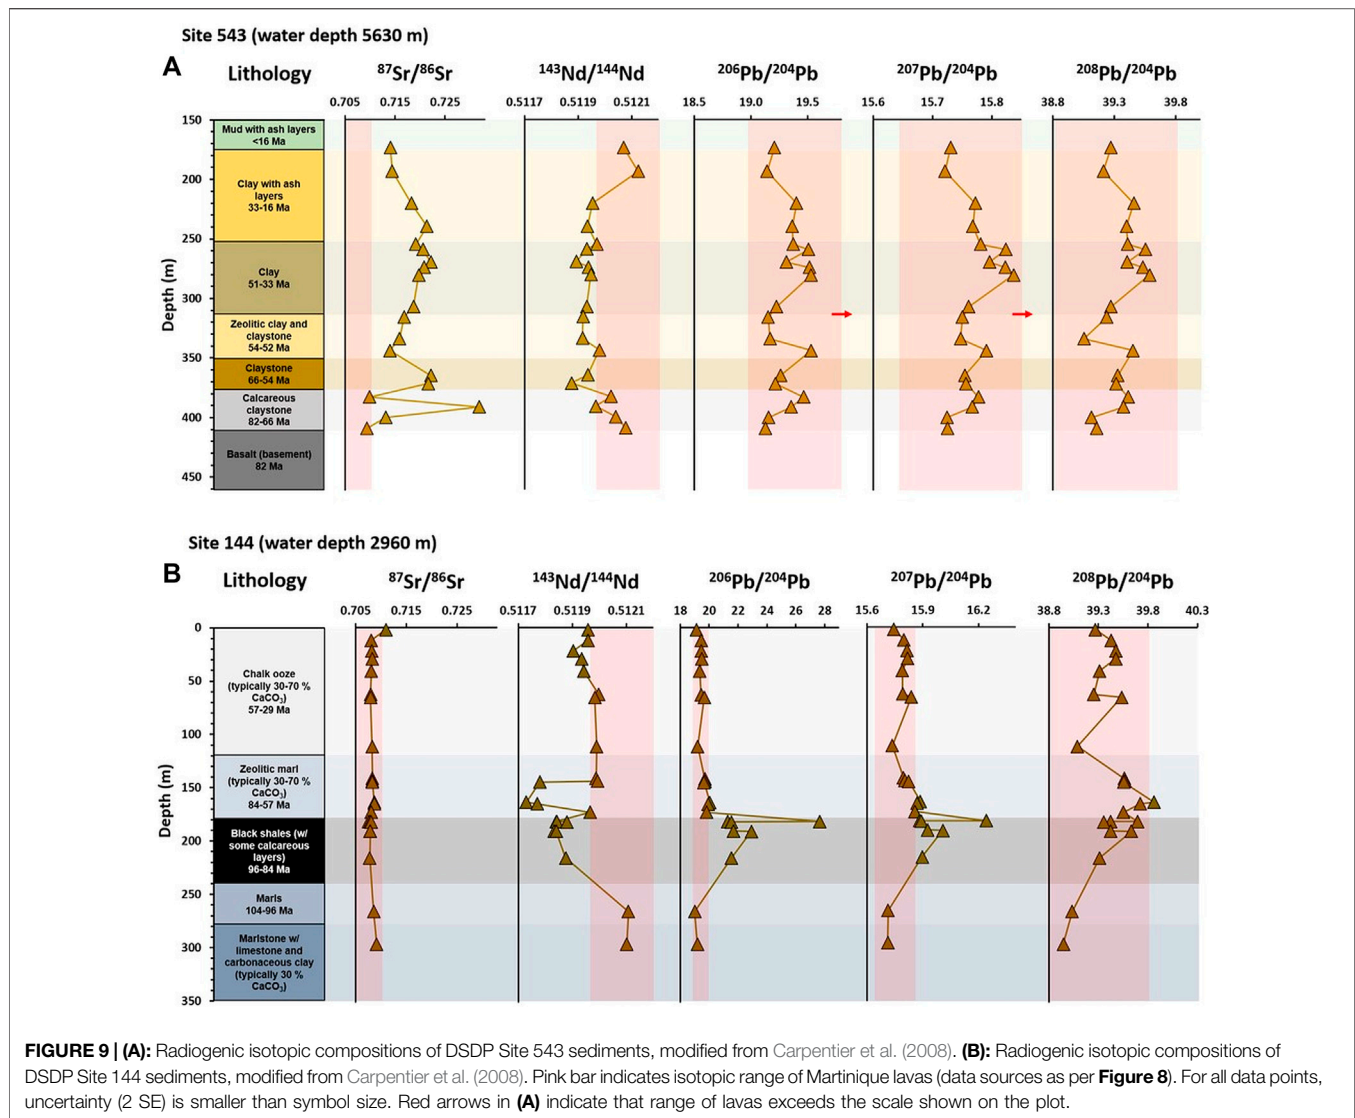 Site 543 (water depth 5630 m)
A
Lithology
87Sr/86Sr
143Nd/144Nd
206Pb/204Pb
207Pb/204Pb
208Pb/204Pb
0.705 0.715 0.725
0.5117 0.5119 0.5121
18.5 19.0 19.5
15.6 15.7 15.8
38.8 39.3 39.8
Depth (m)
150
200
250
300
350
400
450
Mud with ash layers
<16 Ma
Clay with ash
layers
33-16 Ma
Clay
51-33 Ma
Zeolitic clay and
claystone
54-52 Ma
Claystone
66-54 Ma
Calcareous
claystone
82-66 Ma
Basalt (basement)
82 Ma
Site 144 (water depth 2960 m)
B
Lithology
87Sr/86Sr
143Nd/144Nd
206Pb/204Pb
207Pb/204Pb
208Pb/204Pb
0.705 0.715 0.725
0.5117 0.5119 0.5121
18 20 22 24 26 28
15.6 15.9 16.2
38.8 39.3 39.8 40.3
Depth (m)
0
50
100
150
200
250
300
350
Chalk ooze
(typically 30-70 %
CaCO3)
57-29 Ma
Zeolitic marl
(typically 30-70 %
CaCO3)
84-57 Ma
Black shales (w/
some calcareous
layers)
96-84 Ma
Marls
104-96 Ma
Marlstone w/
limestone and
carbonaceous clay
(typically 30 %
CaCO3)
FIGURE 9 | (A): Radiogenic isotopic compositions of DSDP Site 543 sediments, modified from Carpentier et al. (2008). (B): Radiogenic isotopic compositions of
DSDP Site 144 sediments, modified from Carpentier et al. (2008). Pink bar indicates isotopic range of Martinique lavas (data sources as per Figure 8). For all data points,
uncertainty (2 SE) is smaller than symbol size. Red arrows in (A) indicate that range of lavas exceeds the scale shown on the plot.